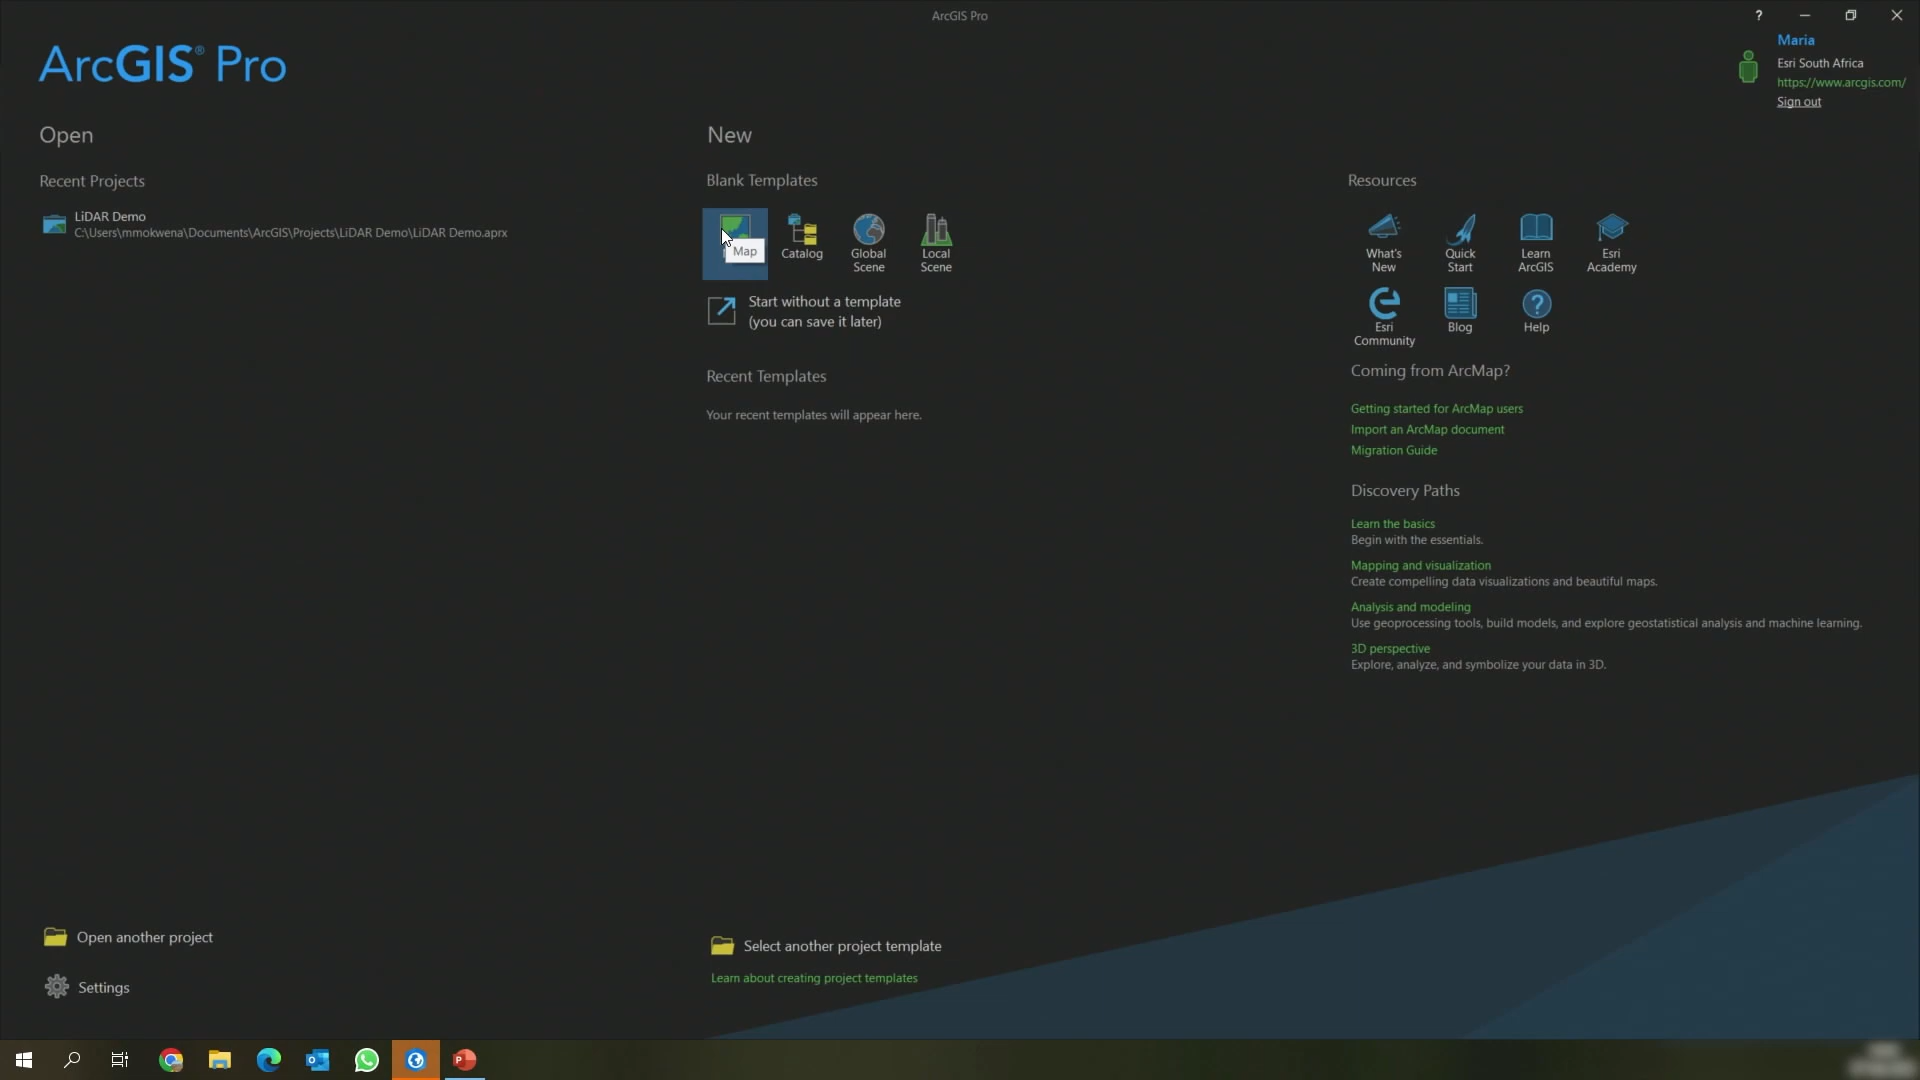 ArcGIS Pro
?
ArcGIS® Pro
Maria
Esri South Africa
https://www.arcgis.com/
Sign out
Open
Recent Projects
LiDAR Demo
C:\Users\mmokwena\Documents\ArcGIS\Projects\LiDAR Demo\LiDAR Demo.aprx
Open another project
Settings
New
Blank Templates
Map
Catalog
Global
Scene
Local
Scene
Start without a template
(you can save it later)
Recent Templates
Your recent templates will appear here.
Select another project template
Learn about creating project templates
Resources
What's
New
Quick
Start
Learn
ArcGIS
Esri
Academy
Esri
Community
Blog
Help
Coming from ArcMap?
Getting started for ArcMap users
Import an ArcMap document
Migration Guide
Discovery Paths
Learn the basics
Begin with the essentials.
Mapping and visualization
Create compelling data visualizations and beautiful maps.
Analysis and modeling
Use geoprocessing tools, build models, and explore geostatistical analysis and machine learning.
3D perspective
Explore, analyze, and symbolize your data in 3D.